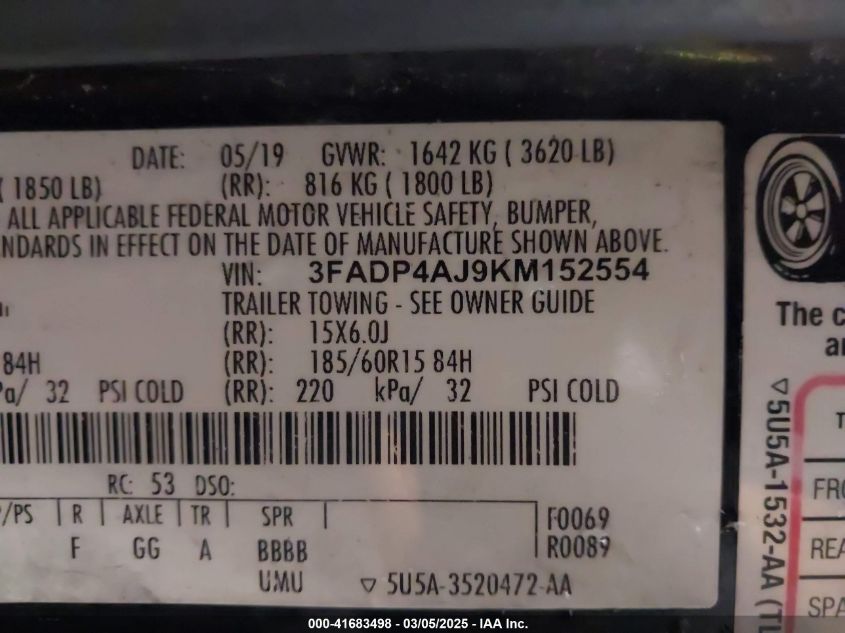 DATE: 05/19 GVWR: 1642 KG ( 3620 LB)
( 1850 LB) (RR): 816 KG ( 1800 LB)
ALL APPLICABLE FEDERAL MOTOR VEHICLE SAFETY, BUMPER,
NDARDS IN EFFECT ON THE DATE OF MANUFACTURE SHOWN ABOVE.
VIN: 3FADP4AJ9KM152554
TRAILER TOWING - SEE OWNER GUIDE
(RR): 15X6.0J
84H (RR): 185/60R15 84H
Pa/ 32 PSI COLD (RR): 220 kPa/ 32 PSI COLD
RC: 53 DSO:
/PS R AXLE TR SPR F0069
F GG A BBBB R0089
UMU ▽ 5U5A-3520472-AA
The c
a
▽5U5A-1532-AA (TL
T
FRO
REA
SPA
000-41683498 - 03/05/2025 - IAA Inc.